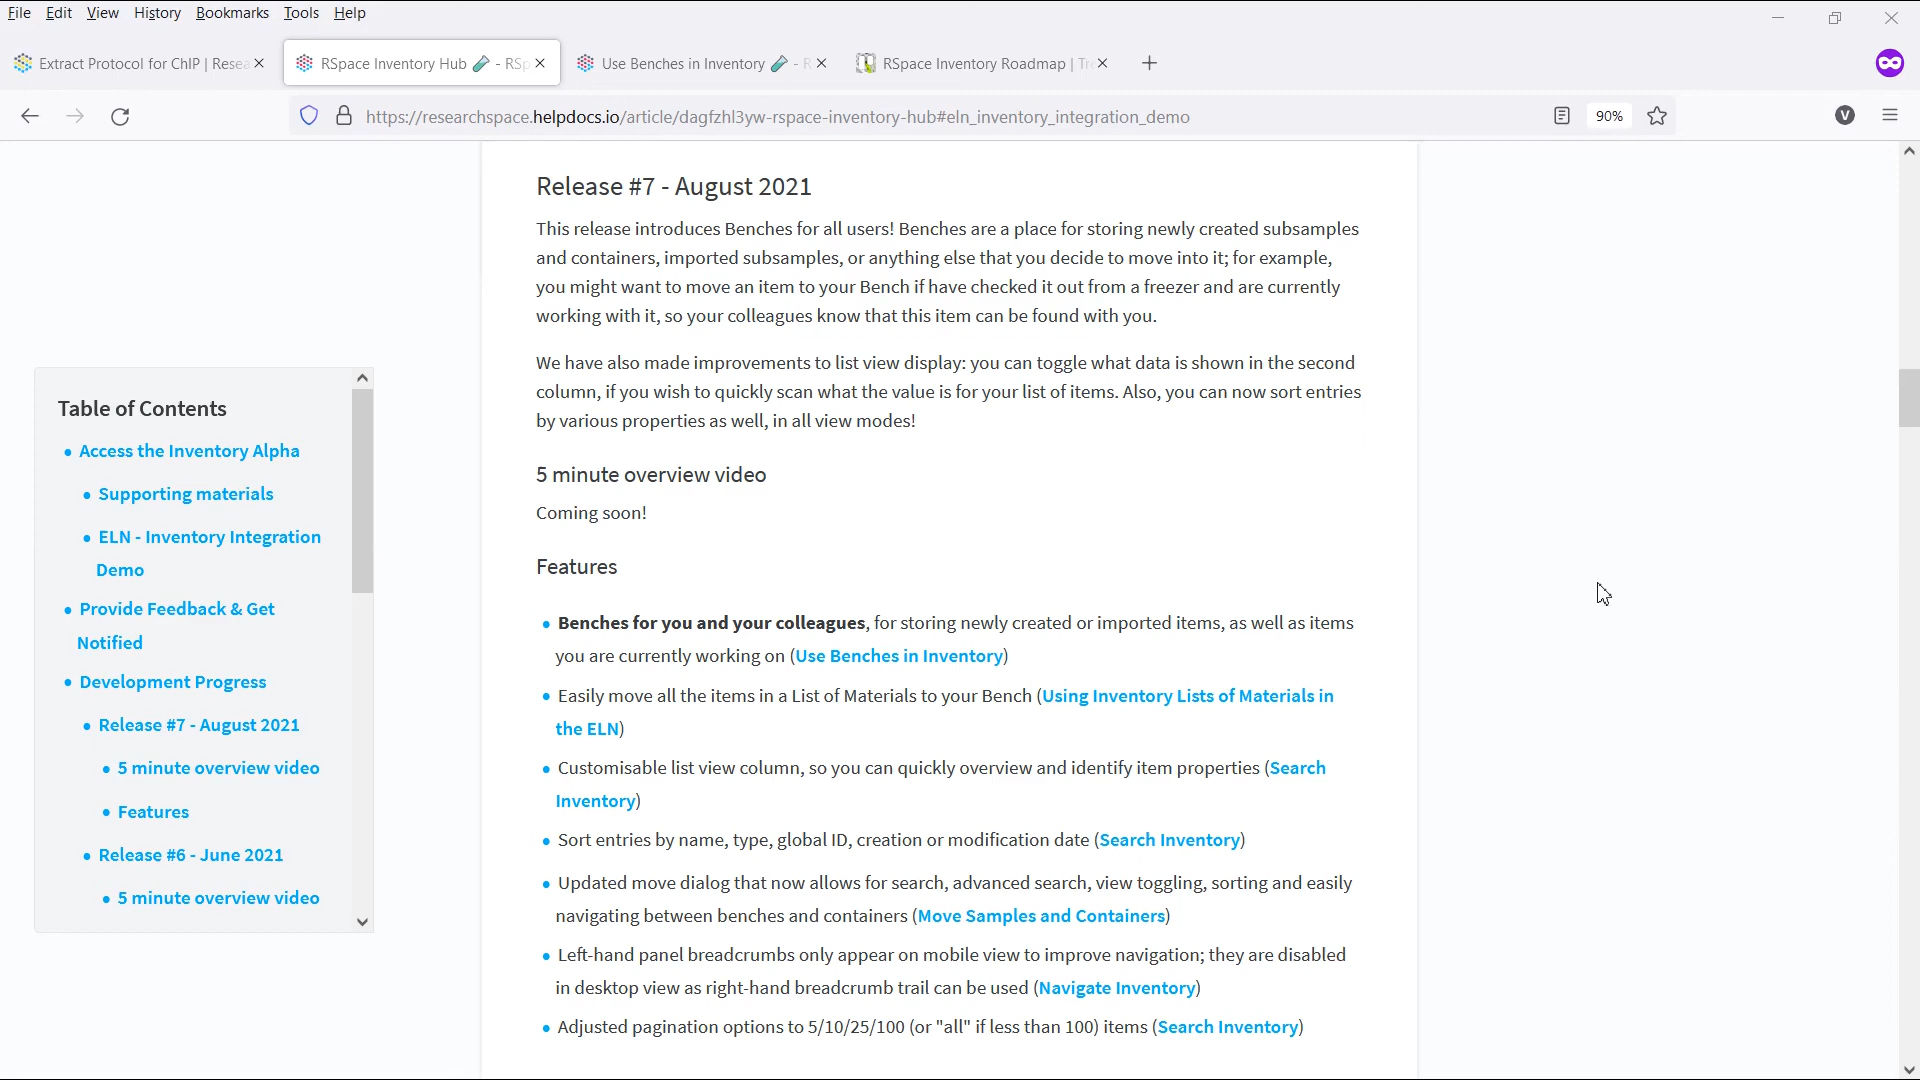 File Edit View History Bookmarks Tools Help
Extract Protocol for ChIP | Resea
RSpace Inventory Hub - RSp
Use Benches in Inventory - R
RSpace Inventory Roadmap | Tr
https://researchspace.helpdocs.io/article/dagfzhl3yw-rspace-inventory-hub#eln_inventory_integration_demo
90%
V
Table of Contents
Access the Inventory Alpha
Supporting materials
ELN - Inventory Integration
Demo
Provide Feedback & Get
Notified
Development Progress
Release #7 - August 2021
5 minute overview video
Features
Release #6 - June 2021
5 minute overview video
Release #7 - August 2021
This release introduces Benches for all users! Benches are a place for storing newly created subsamples
and containers, imported subsamples, or anything else that you decide to move into it; for example,
you might want to move an item to your Bench if have checked it out from a freezer and are currently
working with it, so your colleagues know that this item can be found with you.
We have also made improvements to list view display: you can toggle what data is shown in the second
column, if you wish to quickly scan what the value is for your list of items. Also, you can now sort entries
by various properties as well, in all view modes!
5 minute overview video
Coming soon!
Features
Benches for you and your colleagues, for storing newly created or imported items, as well as items
you are currently working on (Use Benches in Inventory)
Easily move all the items in a List of Materials to your Bench (Using Inventory Lists of Materials in
the ELN)
Customisable list view column, so you can quickly overview and identify item properties (Search
Inventory)
Sort entries by name, type, global ID, creation or modification date (Search Inventory)
Updated move dialog that now allows for search, advanced search, view toggling, sorting and easily
navigating between benches and containers (Move Samples and Containers)
Left-hand panel breadcrumbs only appear on mobile view to improve navigation; they are disabled
in desktop view as right-hand breadcrumb trail can be used (Navigate Inventory)
Adjusted pagination options to 5/10/25/100 (or "all" if less than 100) items (Search Inventory)